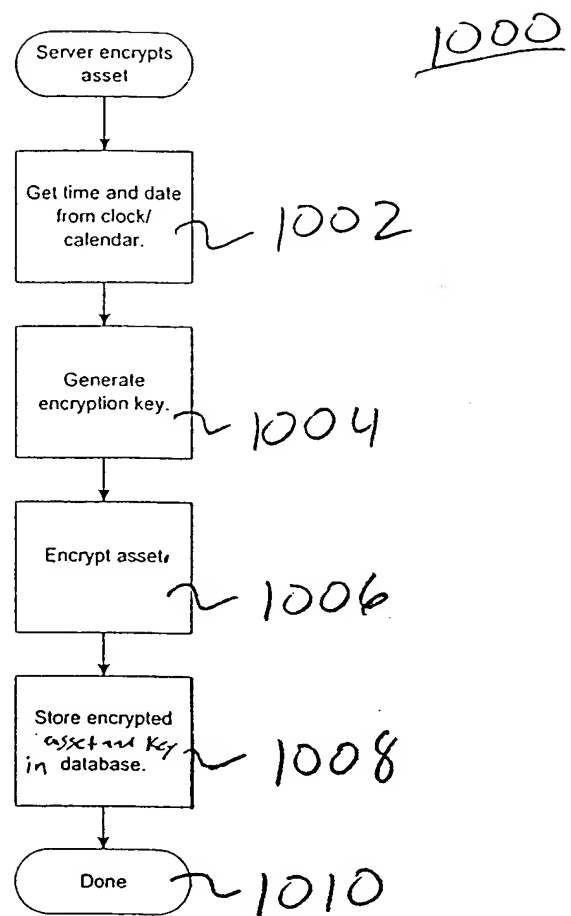 1000
Server encrypts
asset
Get time and date
from clock/
calendar.
1002
Generate
encryption key.
1004
Encrypt asset.
1006
Store encrypted
asset and Key
in database.
1008
Done
1010